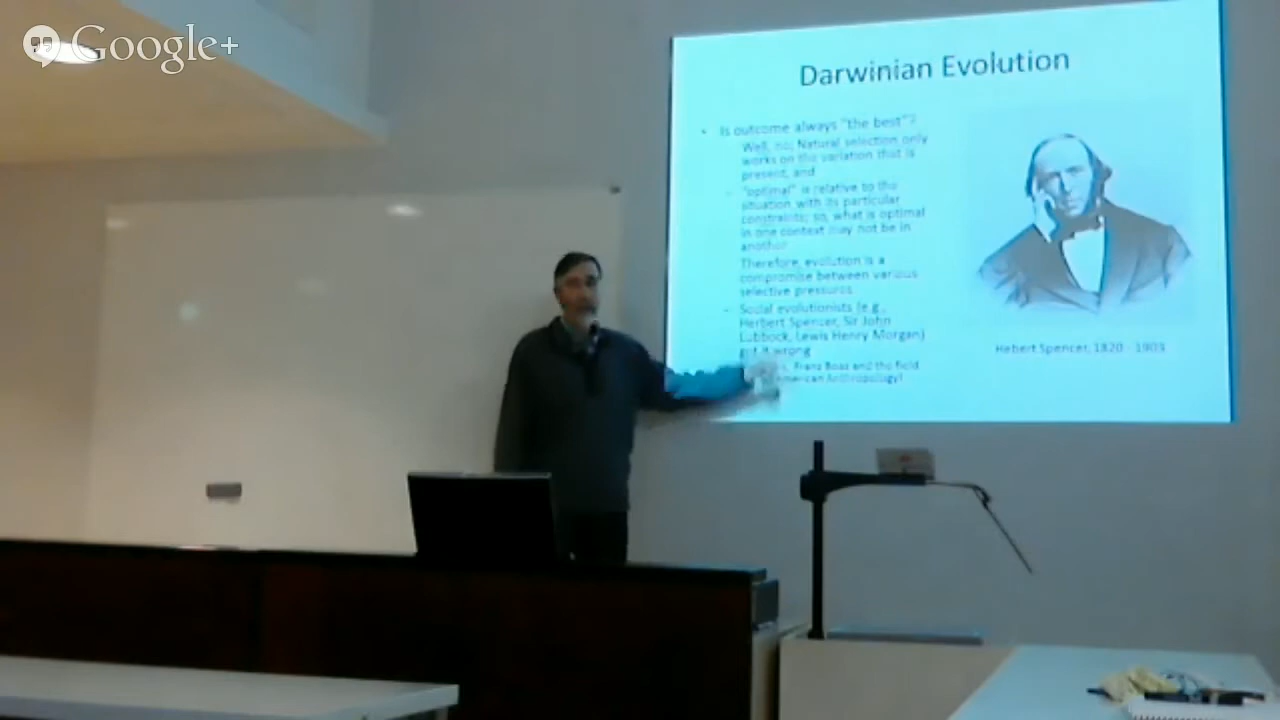 Google+
Darwinian Evolution
• Is outcome always "the best"?
Well, no; Natural selection only
works on the variation that is
present, and
– "optimal" is relative to the
situation with its particular
constraints; so, what is optimal
in one context may not be in
another
Therefore, evolution is a
compromise between various
selective pressures
– Social evolutionists (e.g.,
Herbert Spencer, Sir John
Lubbock, Lewis Henry Morgan)
got it wrong
Franz Boas and the field
American Anthropology!
Hebert Spencer, 1820 - 1903